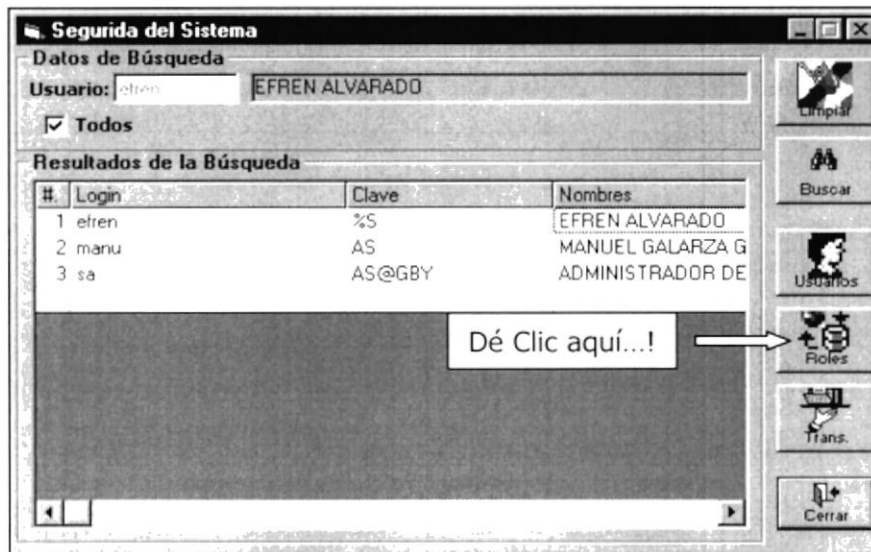 Segurida del Sistema
Datos de Búsqueda
Usuario: efren EFREN ALVARADO
Todos
Limpiar
Resultados de la Búsqueda
#. Login Clave Nombres
1 efren %S EFREN ALVARADO
2 manu AS MANUEL GALARZA G
3 sa AS@GBY ADMINISTRADOR DE
Buscar
Usuarios
Dé Clic aquí...!
Roles
Trans.
Cerrar